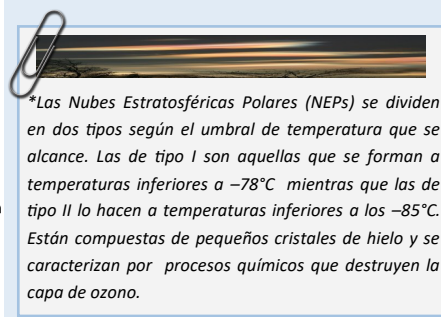 *Las Nubes Estratosféricas Polares (NEPs) se dividen
en dos tipos según el umbral de temperatura que se
alcance. Las de tipo I son aquellas que se forman a
temperaturas inferiores a –78°C mientras que las de
tipo II lo hacen a temperaturas inferiores a los –85°C.
Están compuestas de pequeños cristales de hielo y se
caracterizan por procesos químicos que destruyen la
capa de ozono.